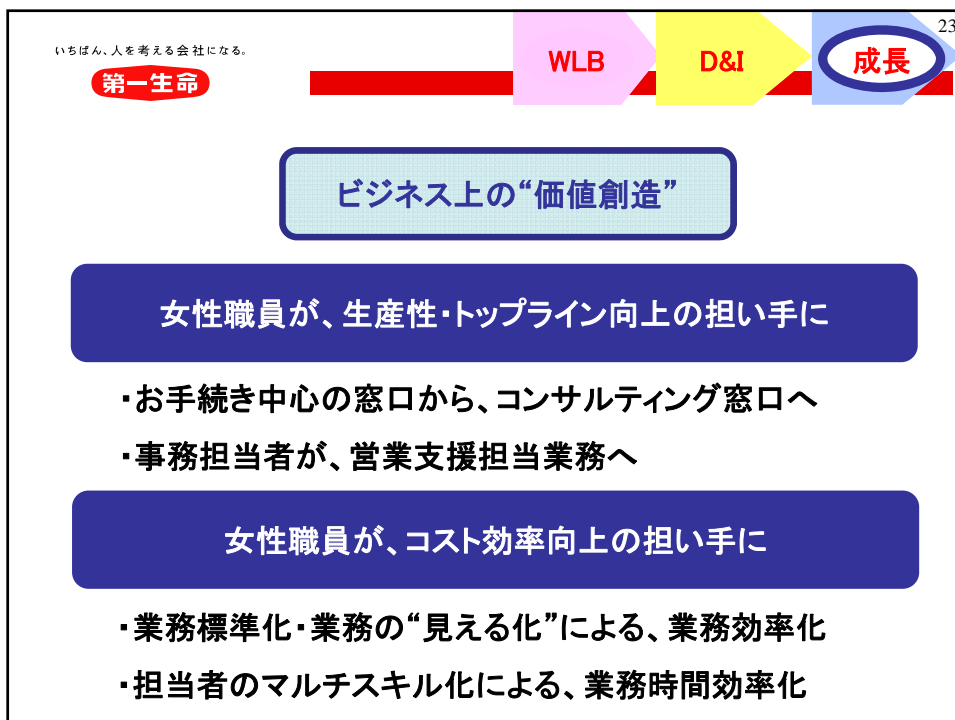 23
いちばん、人を考える会社になる。
第一生命
WLB
D&I
成長
ビジネス上の“価値創造”
女性職員が、生産性・トップライン向上の担い手に
・お手続き中心の窓口から、コンサルティング窓口へ
・事務担当者が、営業支援担当業務へ
女性職員が、コスト効率向上の担い手に
・業務標準化・業務の“見える化”による、業務効率化
・担当者のマルチスキル化による、業務時間効率化